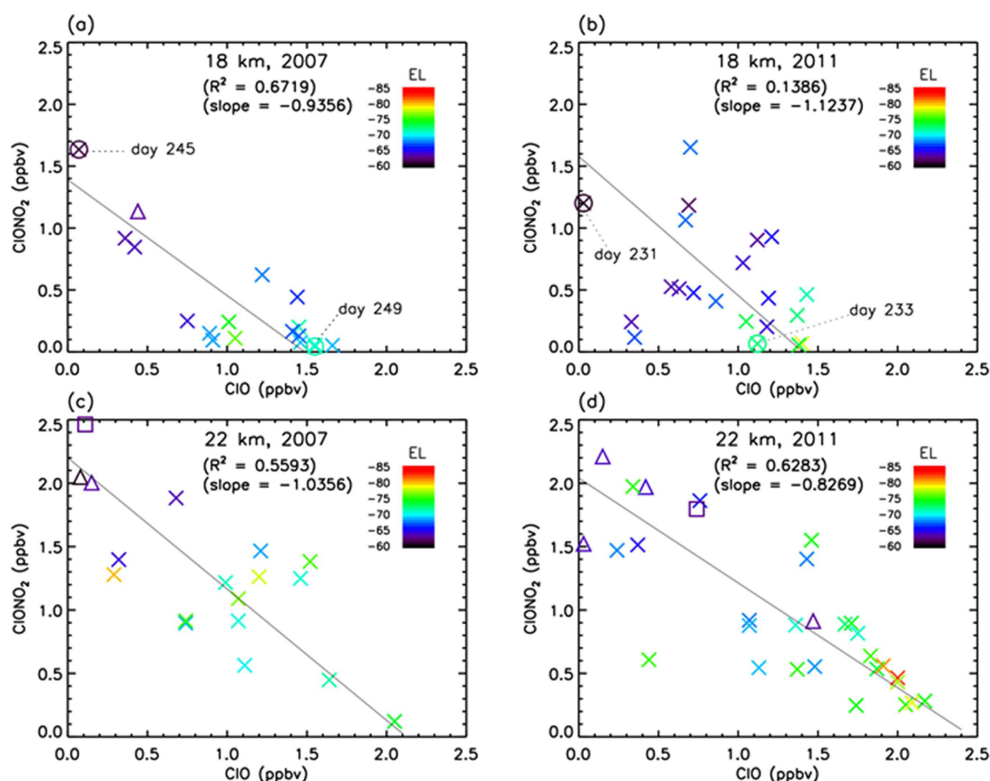 (a)
18 km, 2007
(R² = 0.6719)
(slope = −0.9356)
EL
−85
−80
−75
−70
−65
−60
day 245
day 249
2.5
2.0
1.5
1.0
0.5
0.0
ClONO₂ (ppbv)
0.0 0.5 1.0 1.5 2.0 2.5
ClO (ppbv)
(b)
18 km, 2011
(R² = 0.1386)
(slope = −1.1237)
EL
−85
−80
−75
−70
−65
−60
day 231
day 233
2.5
2.0
1.5
1.0
0.5
0.0
ClONO₂ (ppbv)
0.0 0.5 1.0 1.5 2.0 2.5
ClO (ppbv)
(c)
22 km, 2007
(R² = 0.5593)
(slope = −1.0356)
EL
−85
−80
−75
−70
−65
−60
2.5
2.0
1.5
1.0
0.5
0.0
ClONO₂ (ppbv)
0.0 0.5 1.0 1.5 2.0 2.5
ClO (ppbv)
(d)
22 km, 2011
(R² = 0.6283)
(slope = −0.8269)
EL
−85
−80
−75
−70
−65
−60
2.5
2.0
1.5
1.0
0.5
0.0
ClONO₂ (ppbv)
0.0 0.5 1.0 1.5 2.0 2.5
ClO (ppbv)